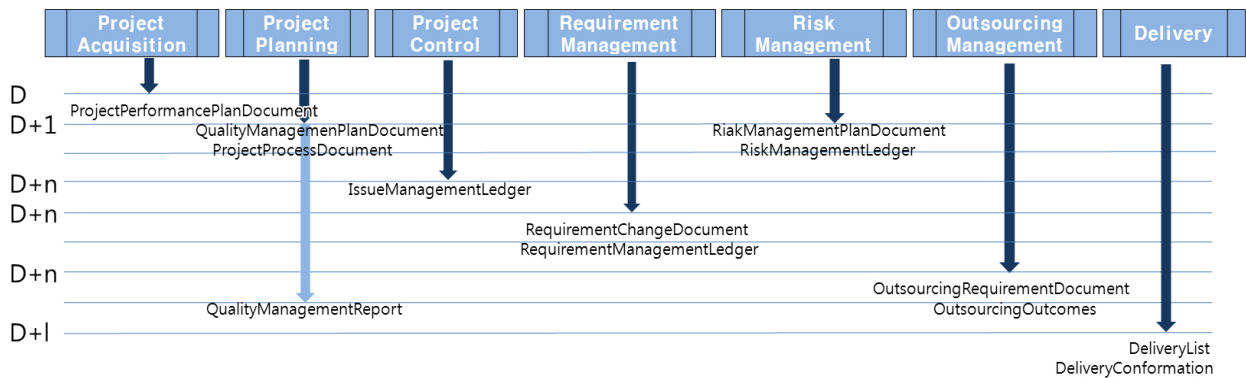 Project
Acquisition
Project
Planning
Project
Control
Requirement
Management
Risk
Management
Outsourcing
Management
Delivery
D
ProjectPerformancePlanDocument
D+1
QualityManagemenPlanDocument
ProjectProcessDocument
RiakManagementPlanDocument
RiskManagementLedger
D+n
IssueManagementLedger
D+n
RequirementChangeDocument
RequirementManagementLedger
D+n
OutsourcingRequirementDocument
OutsourcingOutcomes
QualityManagementReport
D+l
DeliveryList
DeliveryConformation